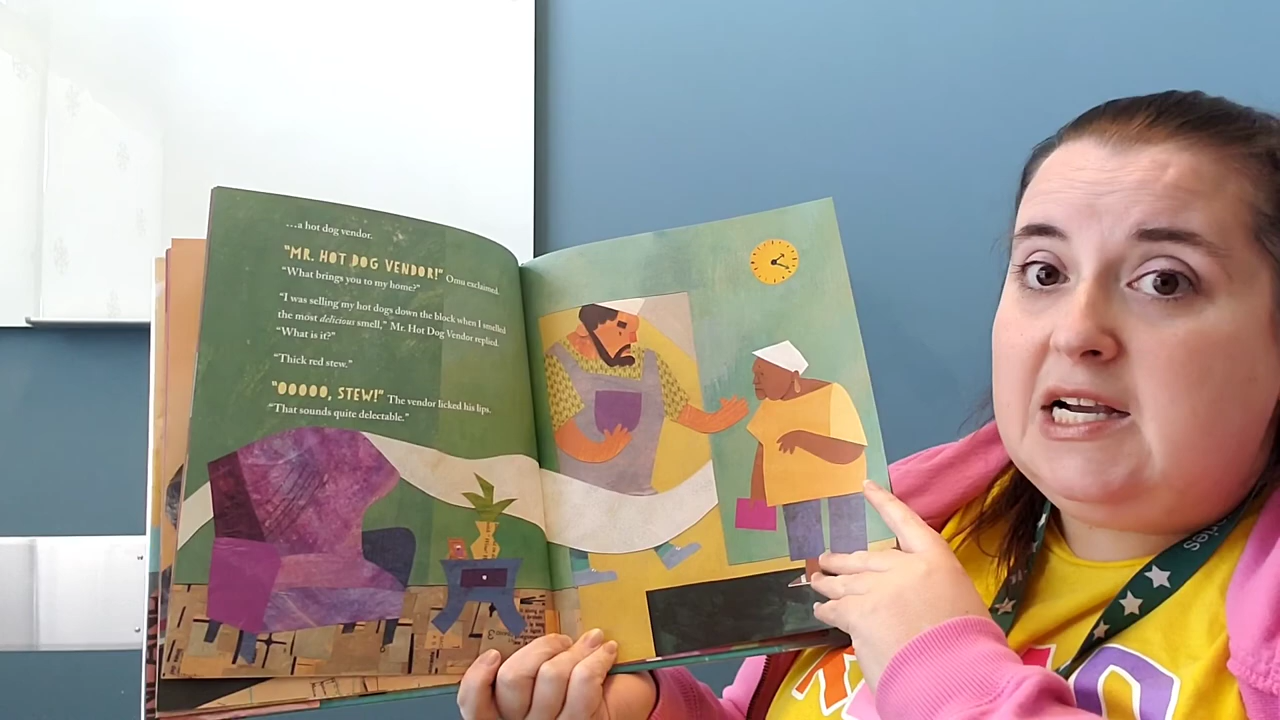 ...a hot dog vendor.
"MR. HOT DOG VENDOR!" Omu exclaimed.
"What brings you to my home?"
"I was selling my hot dogs down the block when I smelled
the most delicious smell," Mr. Hot Dog Vendor replied.
"What is it?"
"Thick red stew."
"OOOOO, STEW!" The vendor licked his lips.
"That sounds quite delectable."